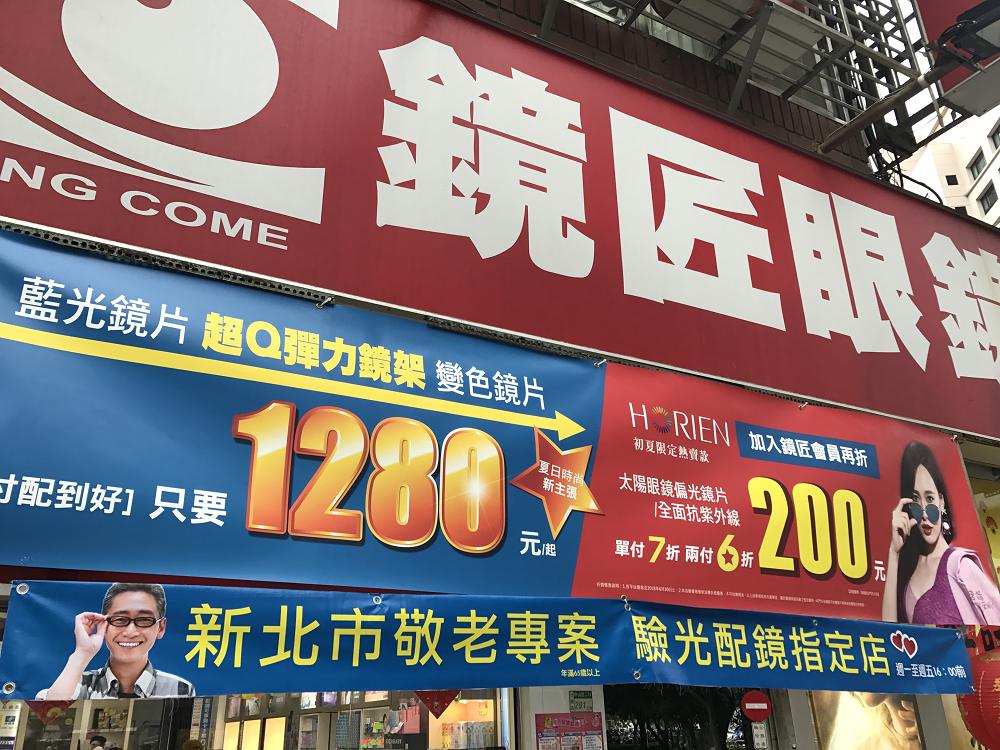 鏡匠眼鏡
NG COME
藍光鏡片 超Q彈力鏡架 變色鏡片
付配到好] 只要 1280 元/起
夏日時尚
新主張
HORIEN
初夏限定熱賣款
加入鏡匠會員再折
太陽眼鏡偏光鏡片
/全面抗紫外線
200元
單付7折 兩付6折
新北市敬老專案 驗光配鏡指定店
年滿65歲以上
週一至週五16:00前